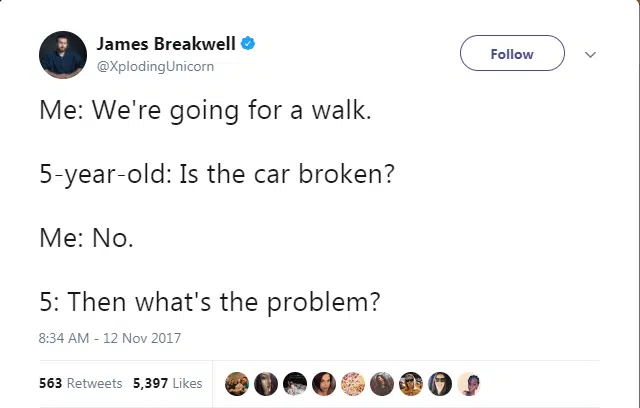 James Breakwell
@XplodingUnicorn
Follow
Me: We're going for a walk.
5-year-old: Is the car broken?
Me: No.
5: Then what's the problem?
8:34 AM - 12 Nov 2017
563 Retweets 5,397 Likes